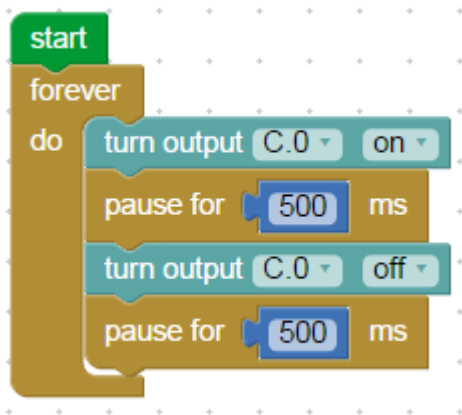 start
forever
do turn output C.0 on
pause for 500 ms
turn output C.0 off
pause for 500 ms